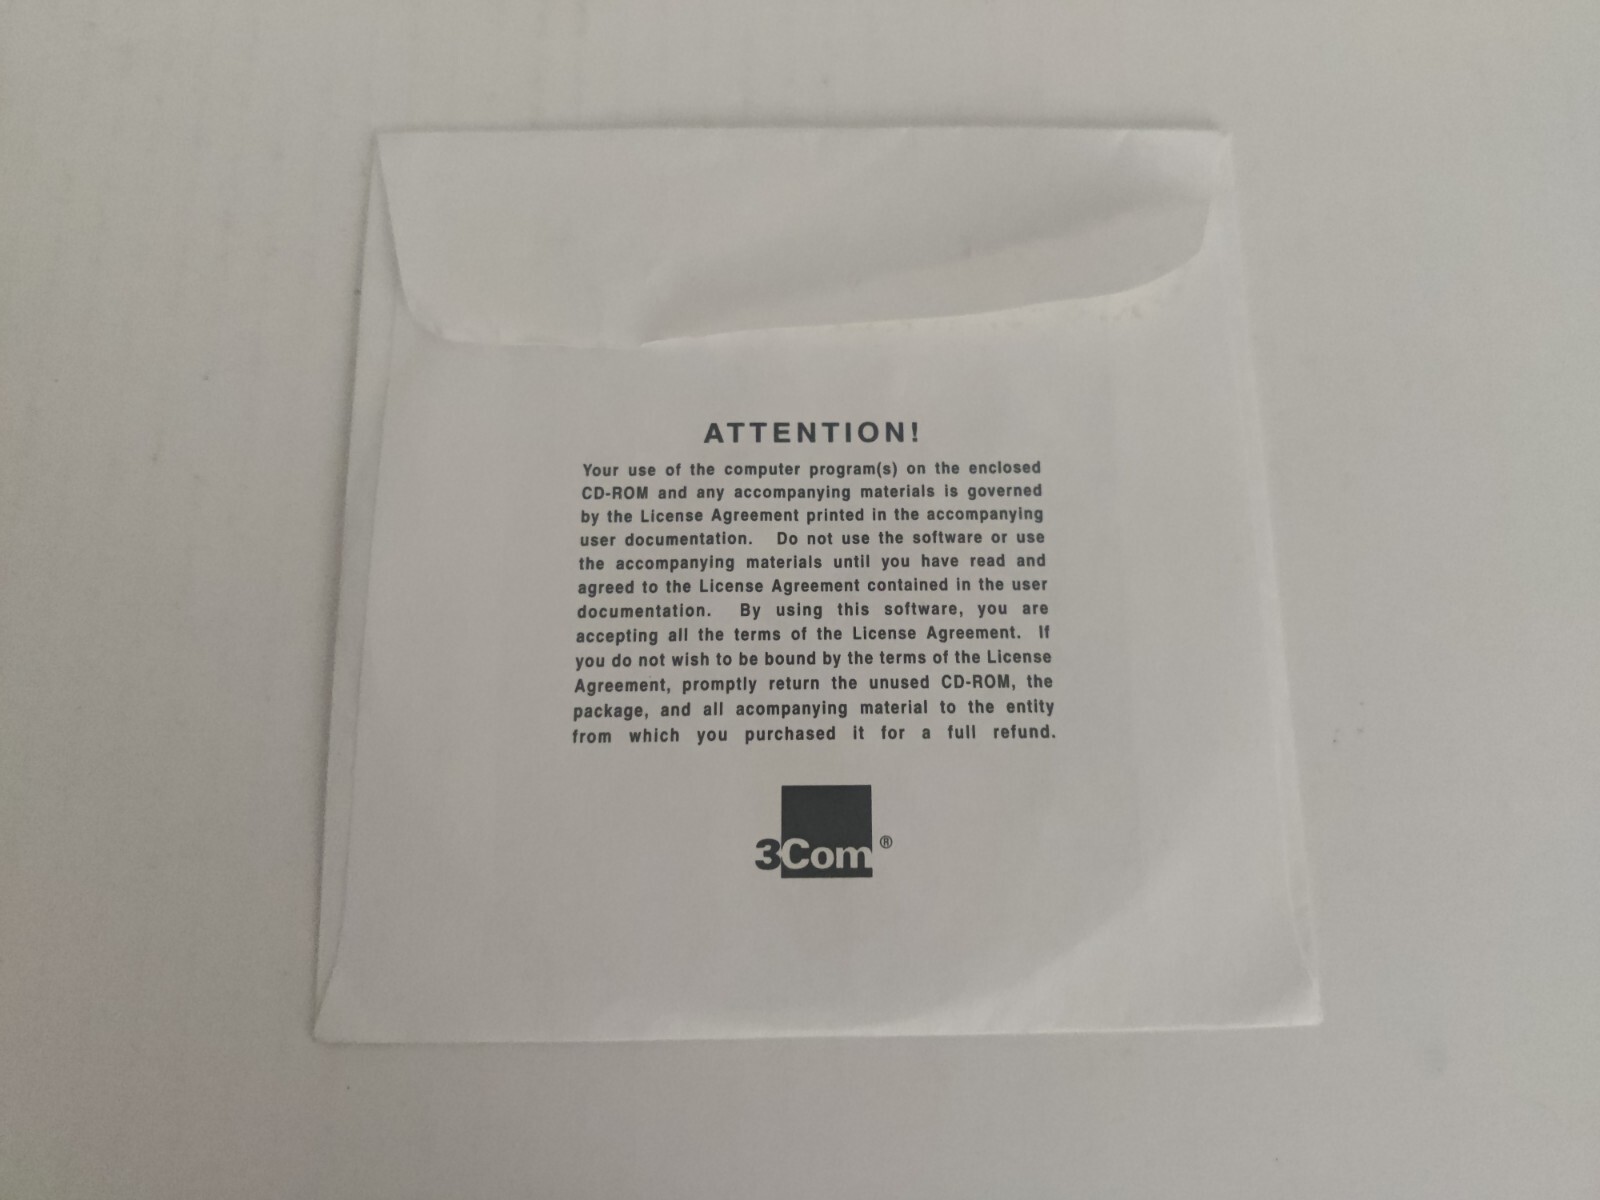 ATTENTION!
Your use of the computer program(s) on the enclosed
CD-ROM and any accompanying materials is governed
by the License Agreement printed in the accompanying
user documentation. Do not use the software or use
the accompanying materials until you have read and
agreed to the License Agreement contained in the user
documentation. By using this software, you are
accepting all the terms of the License Agreement. If
you do not wish to be bound by the terms of the License
Agreement, promptly return the unused CD-ROM, the
package, and all acompanying material to the entity
from which you purchased it for a full refund.
3Com®